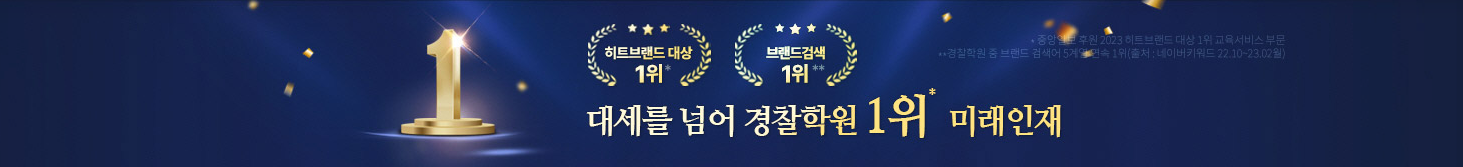 1
히트브랜드 대상
1위*
브랜드검색
1위**
* 중앙일보 후원 2023 히트브랜드 대상 1위 교육서비스 부문
**경찰학원 중 브랜드 검색어 5개월 연속 1위(출처 : 네이버키워드 22.10~23.02월)
대세를 넘어 경찰학원 1위* 미래인재